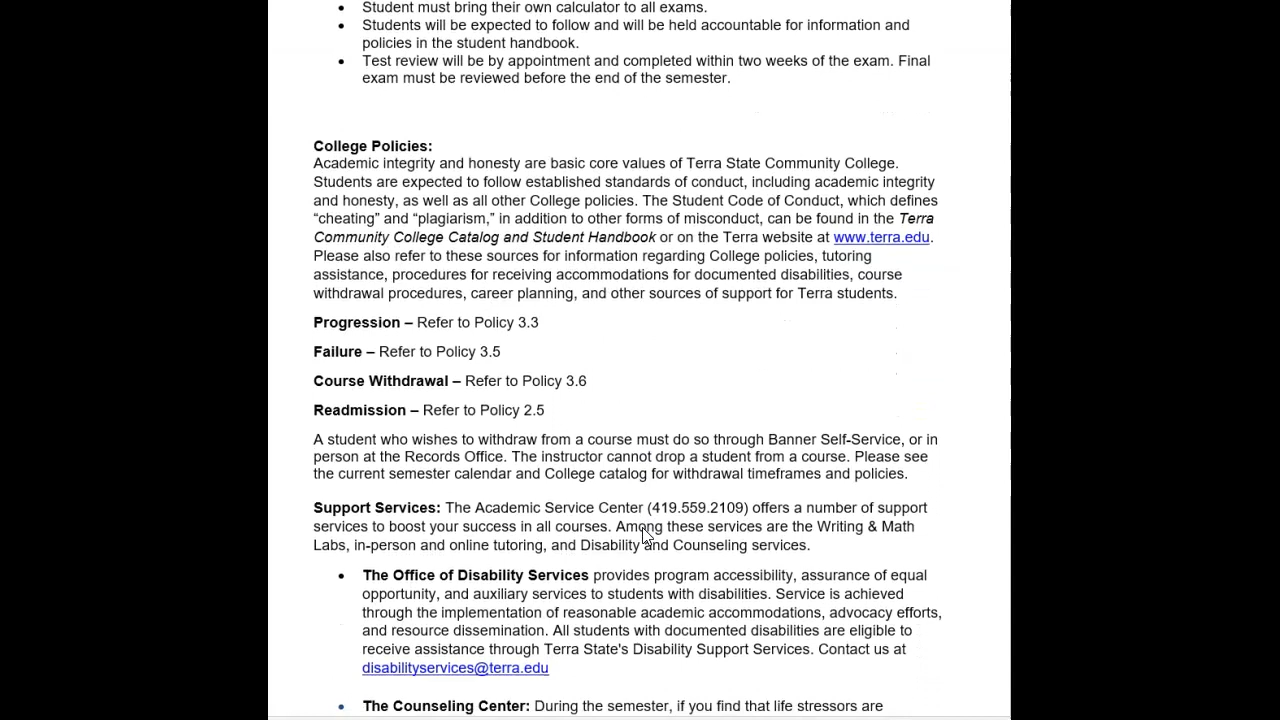 • Student must bring their own calculator to all exams.
• Students will be expected to follow and will be held accountable for information and
policies in the student handbook.
• Test review will be by appointment and completed within two weeks of the exam. Final
exam must be reviewed before the end of the semester.
College Policies:
Academic integrity and honesty are basic core values of Terra State Community College.
Students are expected to follow established standards of conduct, including academic integrity
and honesty, as well as all other College policies. The Student Code of Conduct, which defines
“cheating” and “plagiarism,” in addition to other forms of misconduct, can be found in the Terra
Community College Catalog and Student Handbook or on the Terra website at www.terra.edu.
Please also refer to these sources for information regarding College policies, tutoring
assistance, procedures for receiving accommodations for documented disabilities, course
withdrawal procedures, career planning, and other sources of support for Terra students.
Progression – Refer to Policy 3.3
Failure – Refer to Policy 3.5
Course Withdrawal – Refer to Policy 3.6
Readmission – Refer to Policy 2.5
A student who wishes to withdraw from a course must do so through Banner Self-Service, or in
person at the Records Office. The instructor cannot drop a student from a course. Please see
the current semester calendar and College catalog for withdrawal timeframes and policies.
Support Services: The Academic Service Center (419.559.2109) offers a number of support
services to boost your success in all courses. Among these services are the Writing & Math
Labs, in-person and online tutoring, and Disability and Counseling services.
• The Office of Disability Services provides program accessibility, assurance of equal
opportunity, and auxiliary services to students with disabilities. Service is achieved
through the implementation of reasonable academic accommodations, advocacy efforts,
and resource dissemination. All students with documented disabilities are eligible to
receive assistance through Terra State's Disability Support Services. Contact us at
disabilityservices@terra.edu
• The Counseling Center: During the semester, if you find that life stressors are